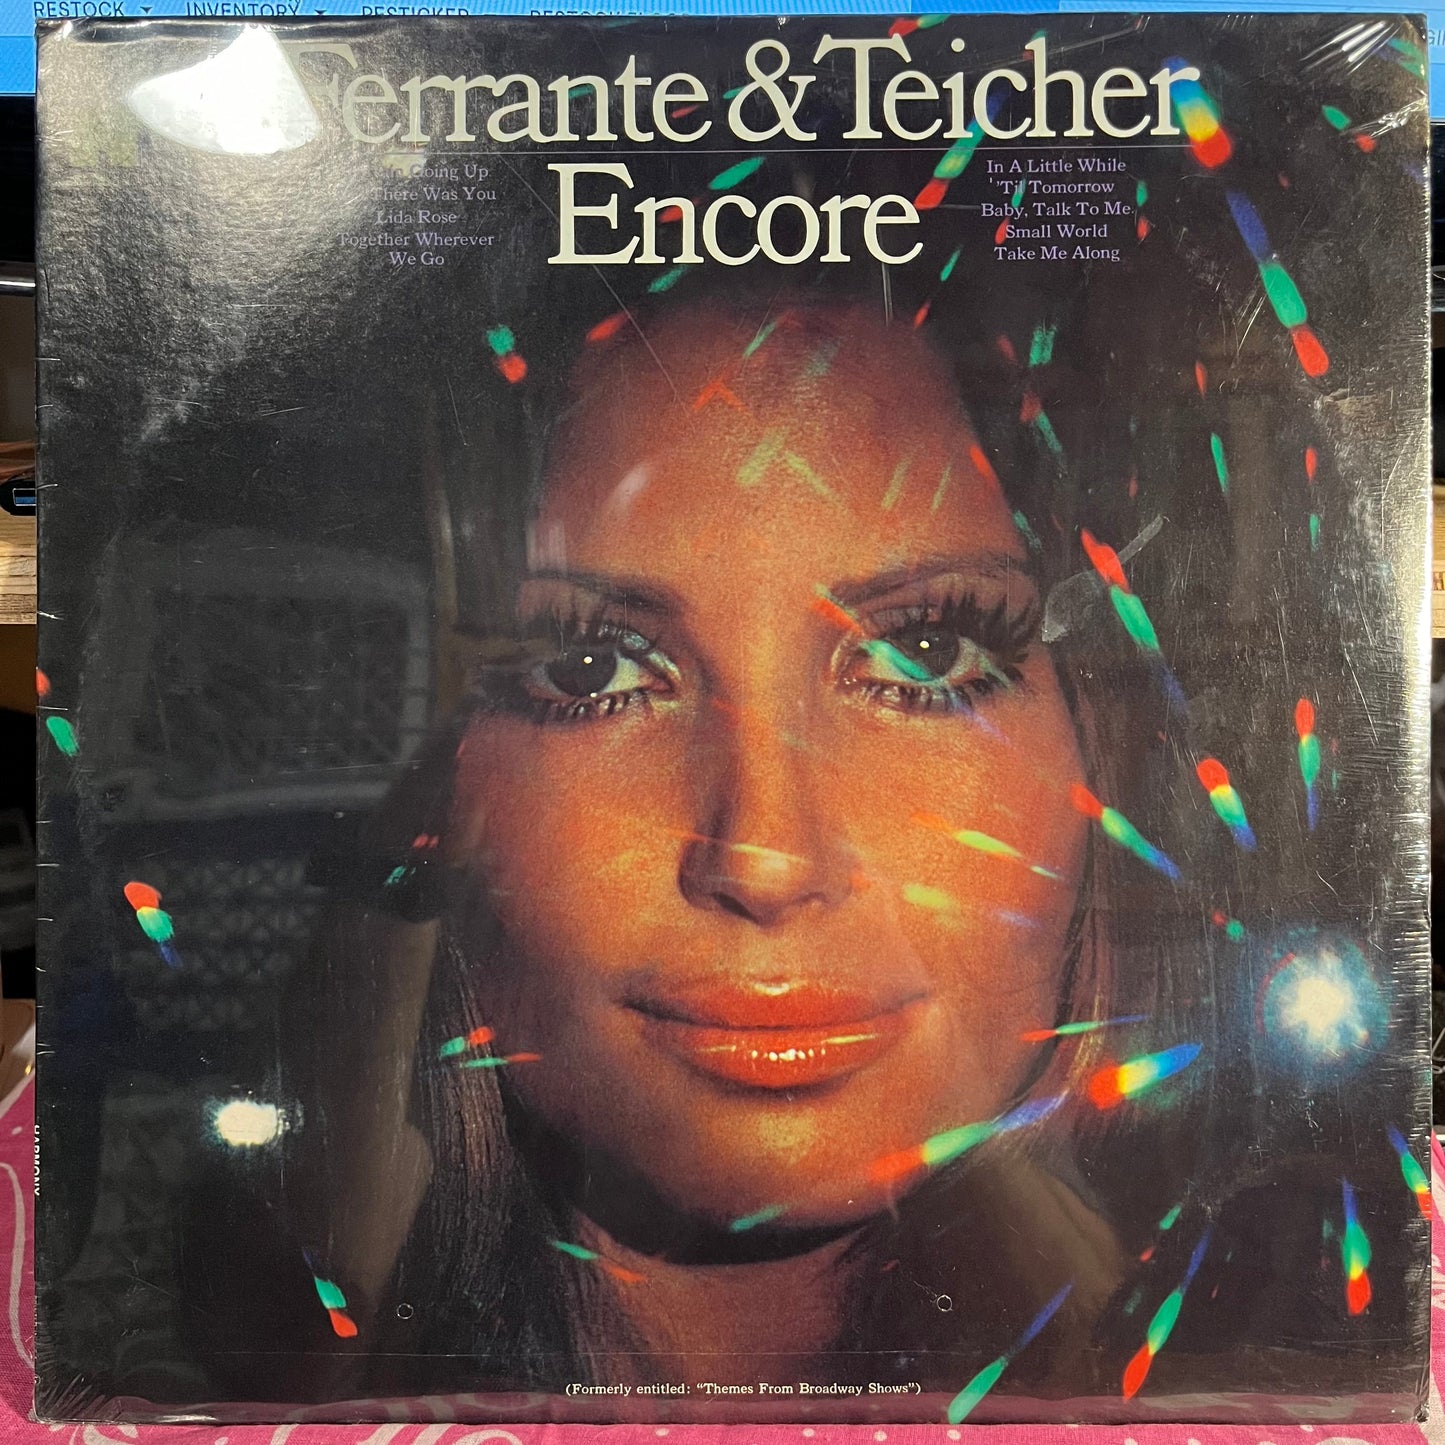 RESTOCK INVENTORY RESTICKER
Ferrante & Teicher
Encore
Going Up
There Was You
Lida Rose
Together Wherever
We Go
In A Little While
'Til Tomorrow
Baby, Talk To Me
Small World
Take Me Along
HARMONY
(Formerly entitled: "Themes From Broadway Shows")